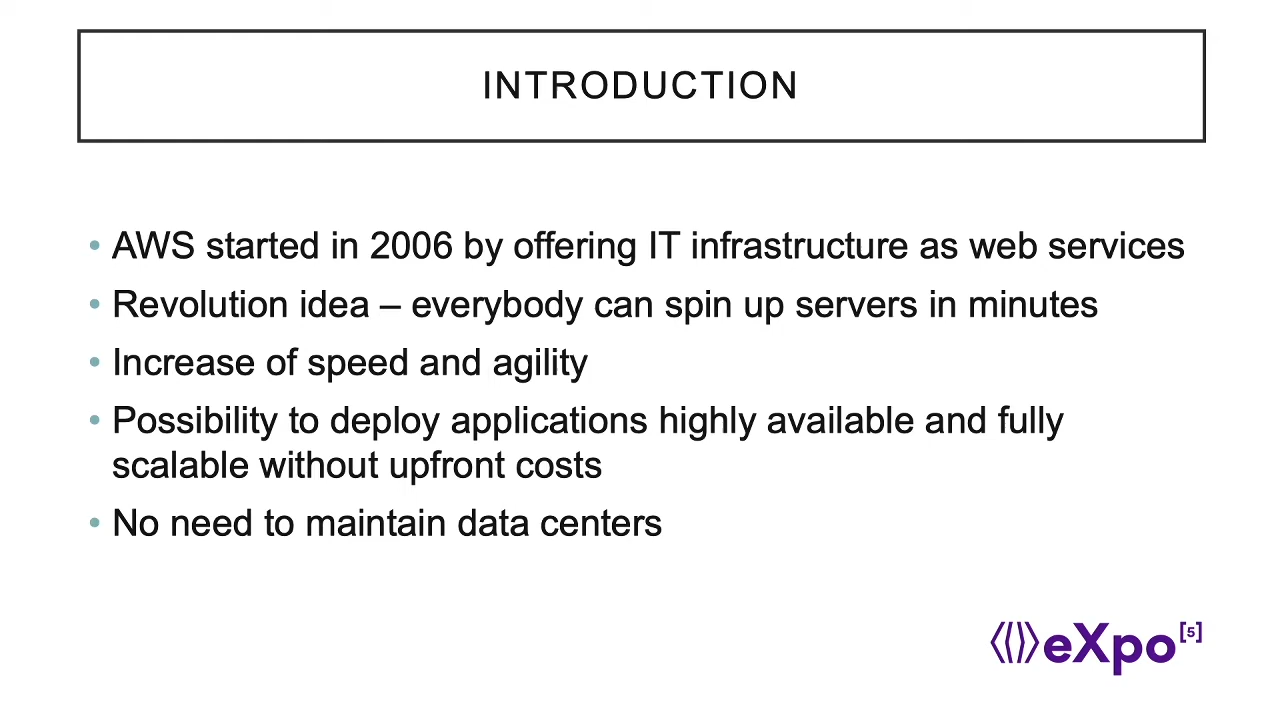 INTRODUCTION
• AWS started in 2006 by offering IT infrastructure as web services
• Revolution idea – everybody can spin up servers in minutes
• Increase of speed and agility
• Possibility to deploy applications highly available and fully
scalable without upfront costs
• No need to maintain data centers
eXpo [5]